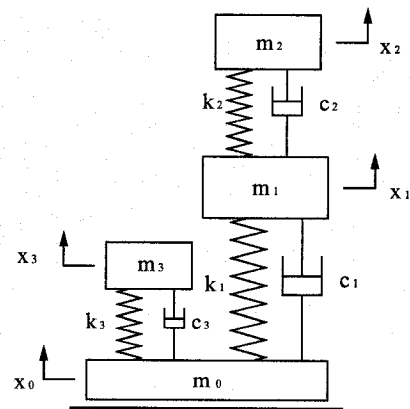 m₂ x₂
k₂ c₂
m₁ x₁
x₃ m₃ k₁ c₁
k₃ c₃
x₀ m₀